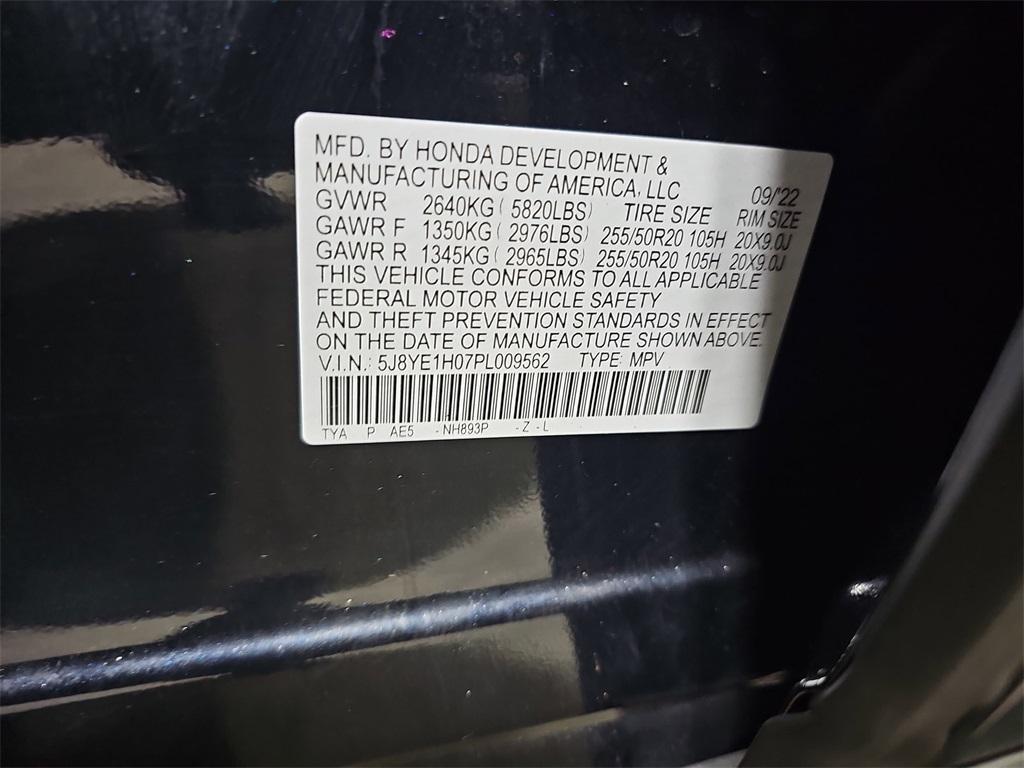 MFD. BY HONDA DEVELOPMENT &
MANUFACTURING OF AMERICA, LLC 09/'22
GVWR 2640KG ( 5820LBS) TIRE SIZE RIM SIZE
GAWR F 1350KG ( 2976LBS) 255/50R20 105H 20X9.0J
GAWR R 1345KG ( 2965LBS) 255/50R20 105H 20X9.0J
THIS VEHICLE CONFORMS TO ALL APPLICABLE
FEDERAL MOTOR VEHICLE SAFETY
AND THEFT PREVENTION STANDARDS IN EFFECT
ON THE DATE OF MANUFACTURE SHOWN ABOVE.
V.I.N.: 5J8YE1H07PL009562 TYPE: MPV
TYA P AE5 -NH893P -Z-L